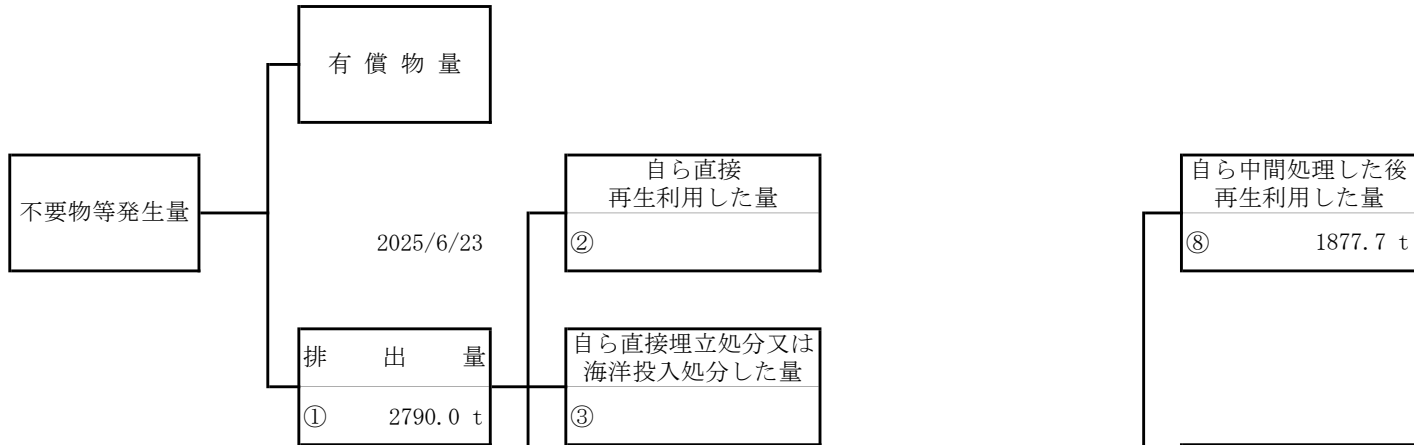 有 償 物 量
不要物等発生量
2025/6/23
自ら直接
再生利用した量
②
自ら中間処理した後
再生利用した量
⑧ 1877.7 t
排 出 量
① 2790.0 t
自ら直接埋立処分又は
海洋投入処分した量
③